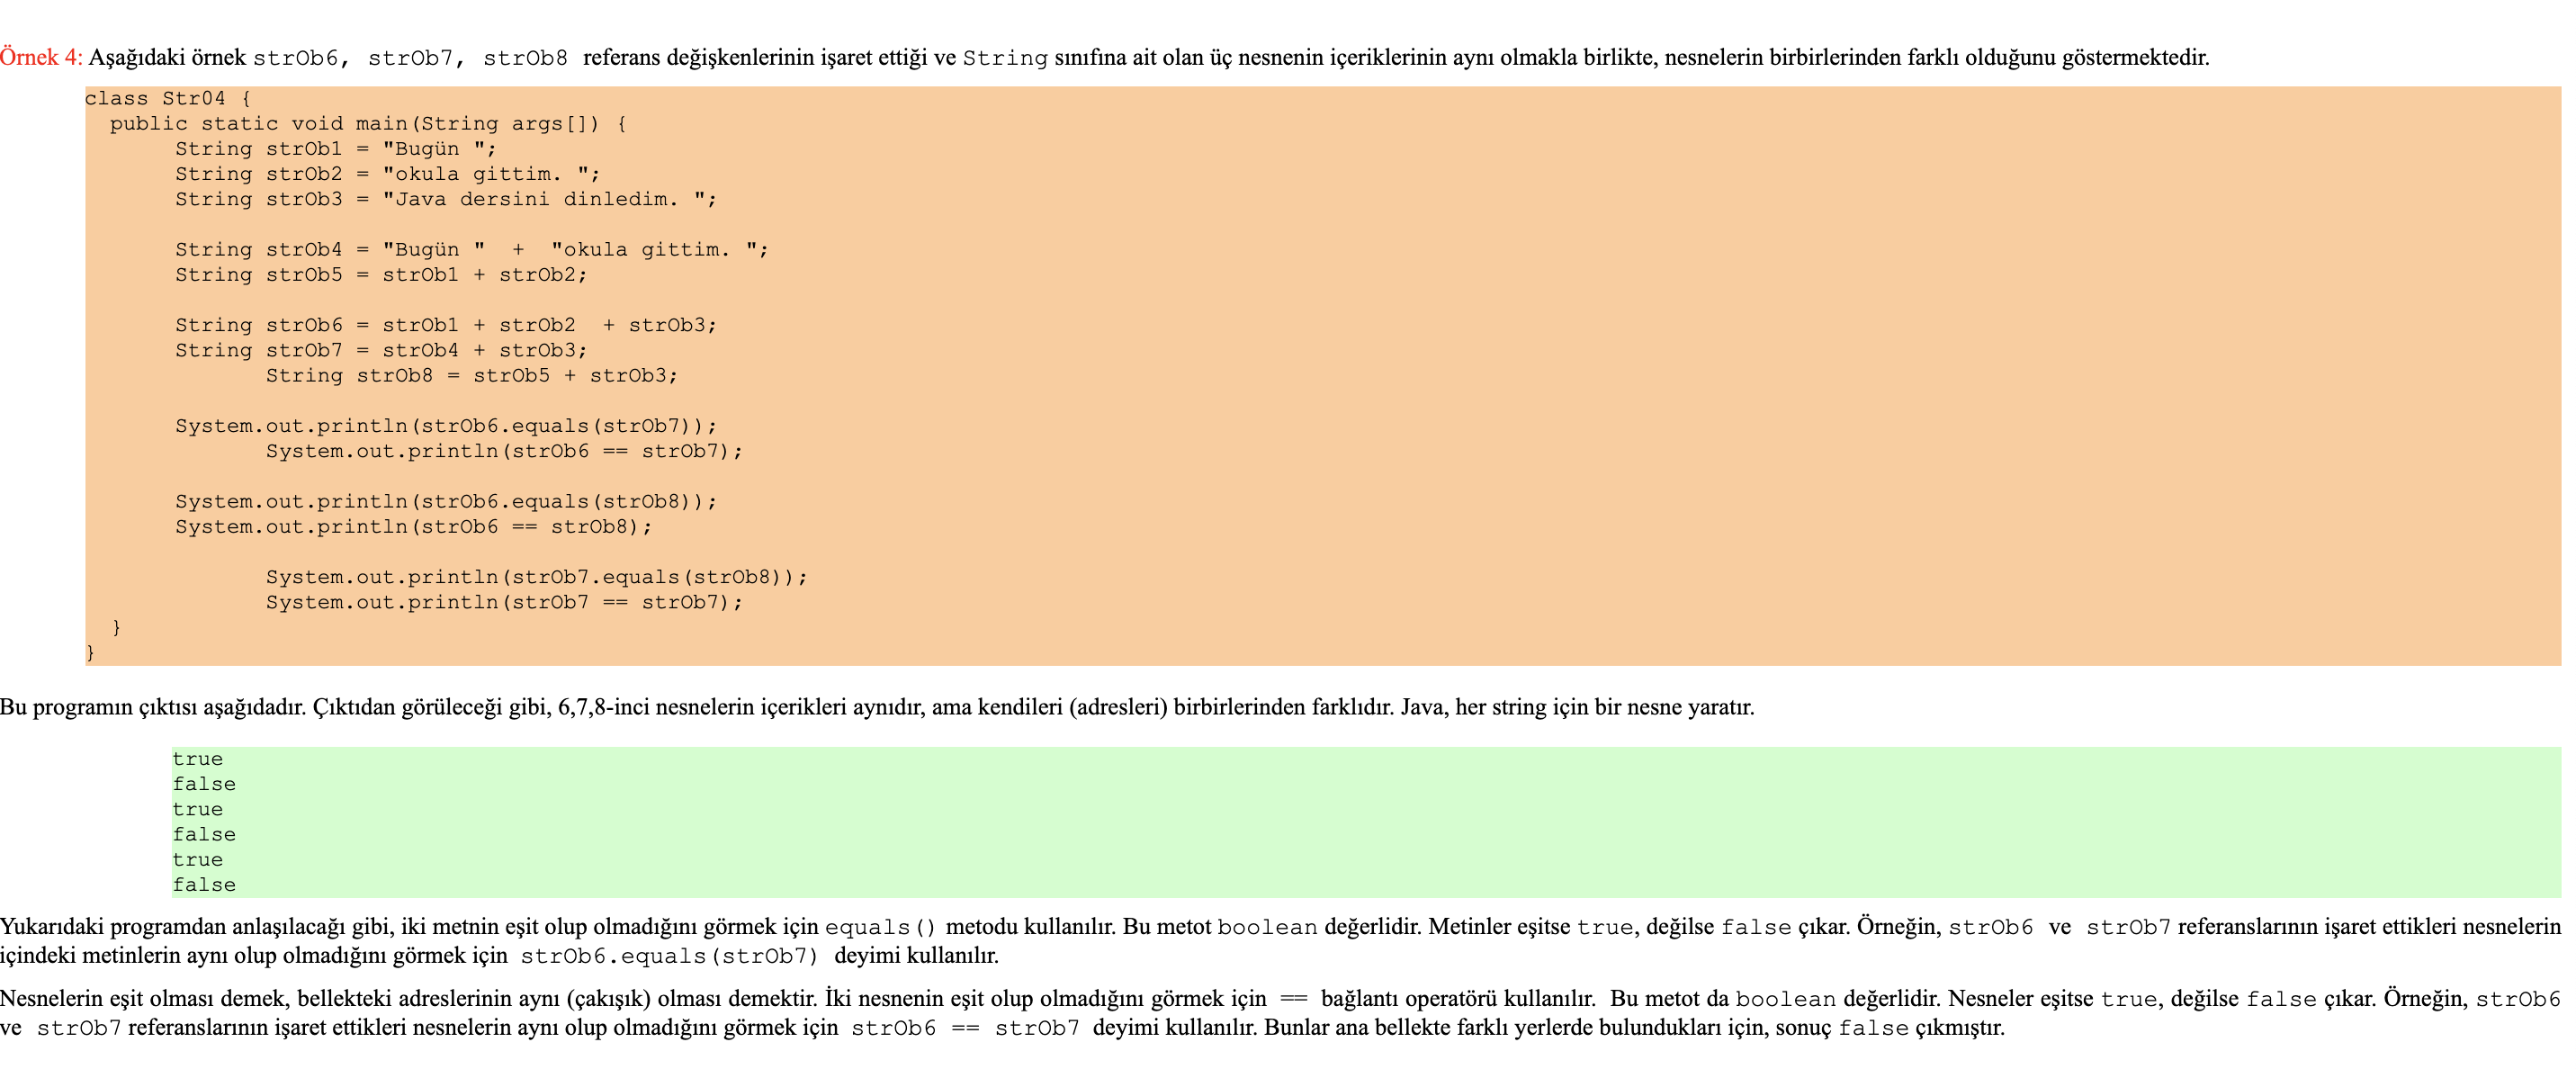 Örnek 4: Aşağıdaki örnek strOb6, strOb7, strOb8 referans değişkenlerinin işaret ettiği ve String sınıfına ait olan üç nesnenin içeriklerinin aynı olmakla birlikte, nesnelerin birbirlerinden farklı olduğunu göstermektedir.
class Str04 {
public static void main(String args[]) {
String strOb1 = "Bugün ";
String strOb2 = "okula gittim. ";
String strOb3 = "Java dersini dinledim. ";
String strOb4 = "Bugün " + "okula gittim. ";
String strOb5 = strOb1 + strOb2;
String strOb6 = strOb1 + strOb2 + strOb3;
String strOb7 = strOb4 + strOb3;
String strOb8 = strOb5 + strOb3;
System.out.println(strOb6.equals(strOb7));
System.out.println(strOb6 == strOb7);
System.out.println(strOb6.equals(strOb8));
System.out.println(strOb6 == strOb8);
System.out.println(strOb7.equals(strOb8));
System.out.println(strOb7 == strOb7);
}
}
Bu programın çıktısı aşağıdadır. Çıktıdan görüleceği gibi, 6,7,8-inci nesnelerin içerikleri aynıdır, ama kendileri (adresleri) birbirlerinden farklıdır. Java, her string için bir nesne yaratır.
true
false
true
false
true
false
Yukarıdaki programdan anlaşılacağı gibi, iki metnin eşit olup olmadığını görmek için equals() metodu kullanılır. Bu metot boolean değerlidir. Metinler eşitse true, değilse false çıkar. Örneğin, strOb6 ve strOb7 referanslarının işaret ettikleri nesnelerin
içindeki metinlerin aynı olup olmadığını görmek için strOb6.equals(strOb7) deyimi kullanılır.
Nesnelerin eşit olması demek, bellekteki adreslerinin aynı (çakışık) olması demektir. İki nesnenin eşit olup olmadığını görmek için == bağlantı operatörü kullanılır. Bu metot da boolean değerlidir. Nesneler eşitse true, değilse false çıkar. Örneğin, strOb6
ve strOb7 referanslarının işaret ettikleri nesnelerin aynı olup olmadığını görmek için strOb6 == strOb7 deyimi kullanılır. Bunlar ana bellekte farklı yerlerde bulundukları için, sonuç false çıkmıştır.